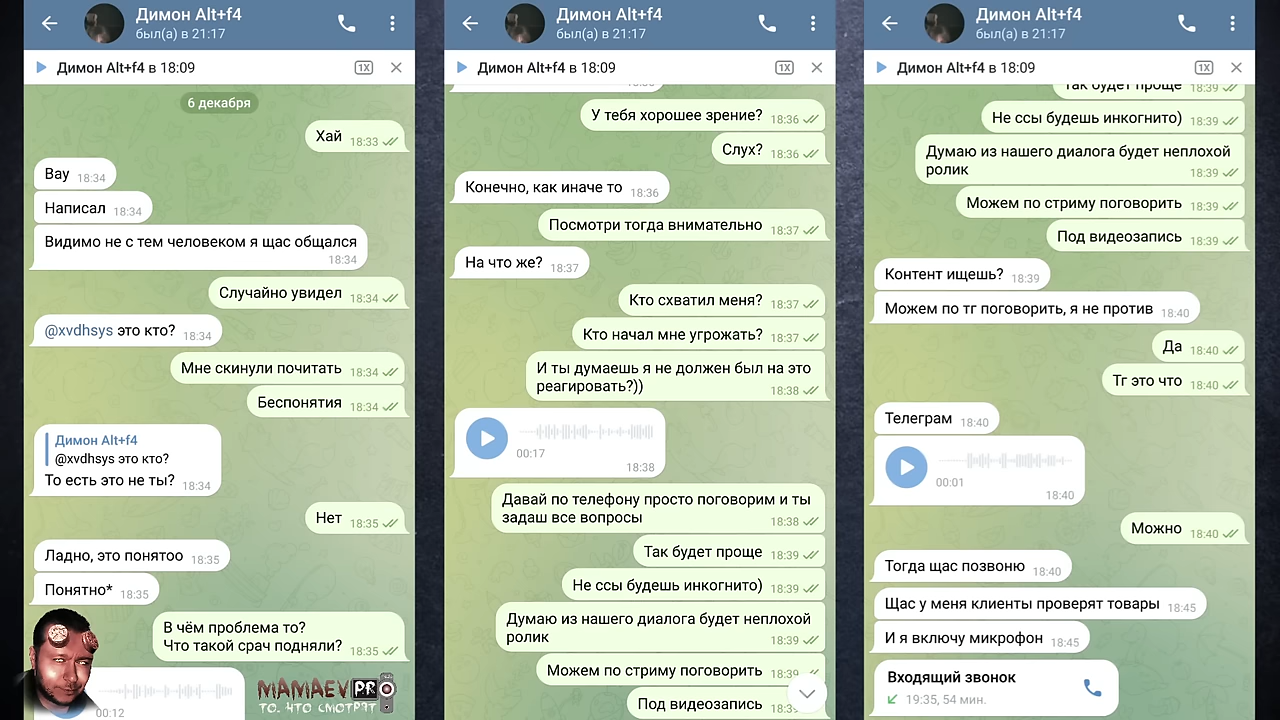 Димон Alt+f4
был(а) в 21:17
Димон Alt+f4 в 18:09
1X
6 декабря
Хай 18:33
Вау 18:34
Написал 18:34
Видимо не с тем человеком я щас общался
18:34
Случайно увидел 18:34
@xvdhsys это кто? 18:34
Мне скинули почитать 18:34
Беспонятия 18:34
Димон Alt+f4
@xvdhsys это кто?
То есть это не ты? 18:34
Нет 18:35
Ладно, это понятоо 18:35
Понятно* 18:35
В чём проблема то?
Что такой срач подняли? 18:35
00:12
MAMAEV PR
ТО, ЧТО СМОТРЯТ
Димон Alt+f4
был(а) в 21:17
Димон Alt+f4 в 18:09
1X
У тебя хорошее зрение? 18:36
Слух? 18:36
Конечно, как иначе то 18:36
Посмотри тогда внимательно 18:37
На что же? 18:37
Кто схватил меня? 18:37
Кто начал мне угрожать? 18:37
И ты думаешь я не должен был на это
реагировать?)) 18:38
00:17
18:38
Давай по телефону просто поговорим и ты
задаш все вопросы 18:38
Так будет проще 18:39
Не ссы будешь инкогнито) 18:39
Думаю из нашего диалога будет неплохой
ролик 18:39
Можем по стриму поговорить 18:39
Под видеозапись
Димон Alt+f4
был(а) в 21:17
Димон Alt+f4 в 18:09
1X
Так будет проще 18:39
Не ссы будешь инкогнито) 18:39
Думаю из нашего диалога будет неплохой
ролик 18:39
Можем по стриму поговорить 18:39
Под видеозапись 18:39
Контент ищешь? 18:39
Можем по тг поговорить, я не против 18:40
Да 18:40
Тг это что 18:40
Телеграм 18:40
00:01
18:40
Можно 18:40
Тогда щас позвоню 18:40
Щас у меня клиенты проверят товары 18:45
И я включу микрофон 18:45
Входящий звонок
19:35, 54 мин.